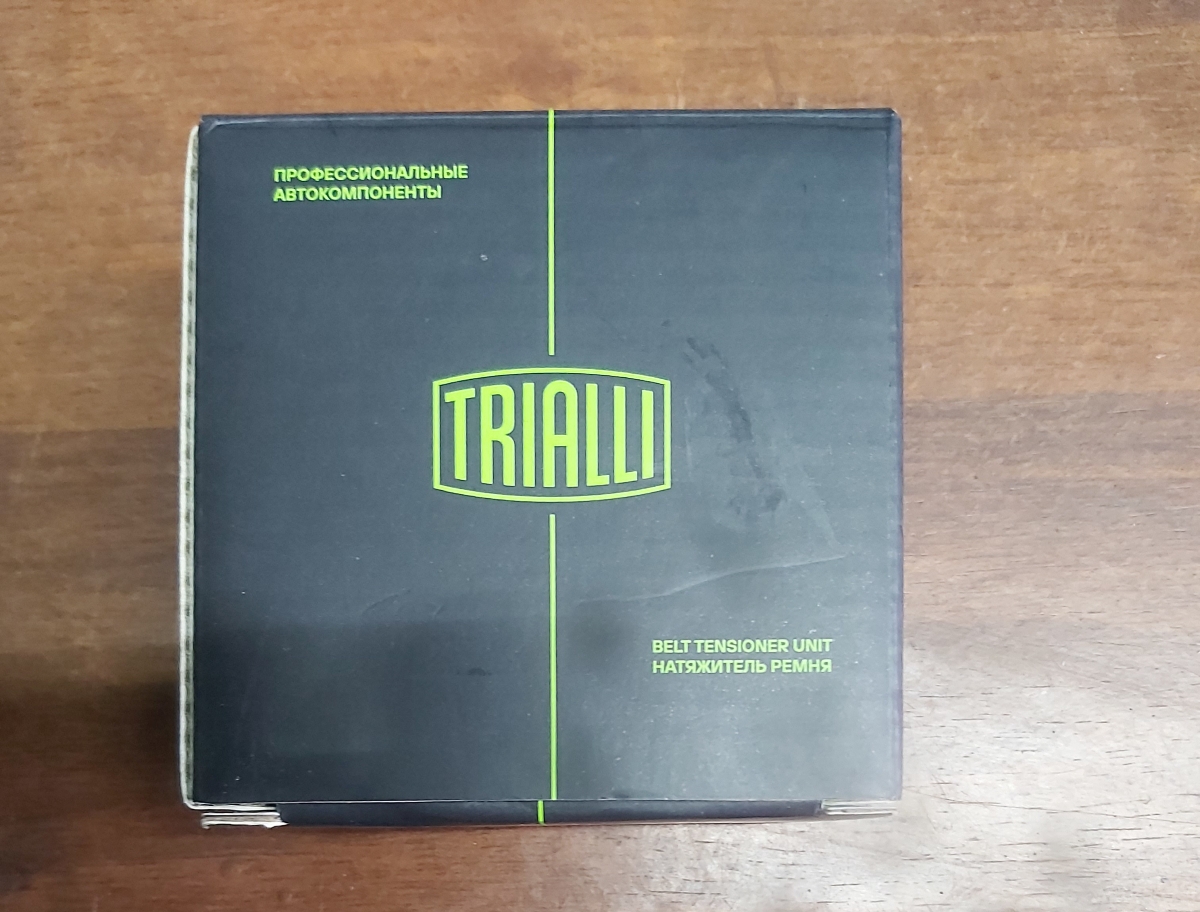 ПРОФЕССИОНАЛЬНЫЕ
АВТОКОМПОНЕНТЫ
TRIALLI
BELT TENSIONER UNIT
НАТЯЖИТЕЛЬ РЕМНЯ